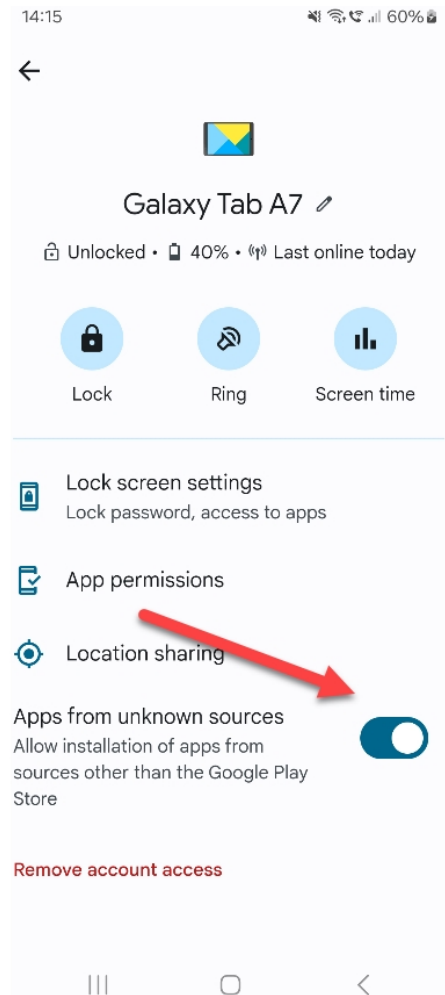 14:15
60%
Galaxy Tab A7
Unlocked • 40% • Last online today
Lock
Ring
Screen time
Lock screen settings
Lock password, access to apps
App permissions
Location sharing
Apps from unknown sources
Allow installation of apps from
sources other than the Google Play
Store
Remove account access